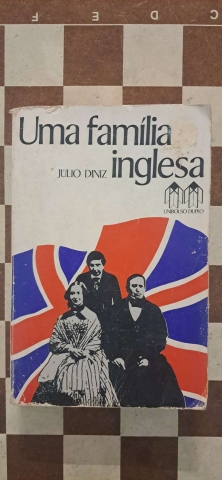 F E D C
Uma família
JULIO DINIZ inglesa
UNIBOLSO DUPLO